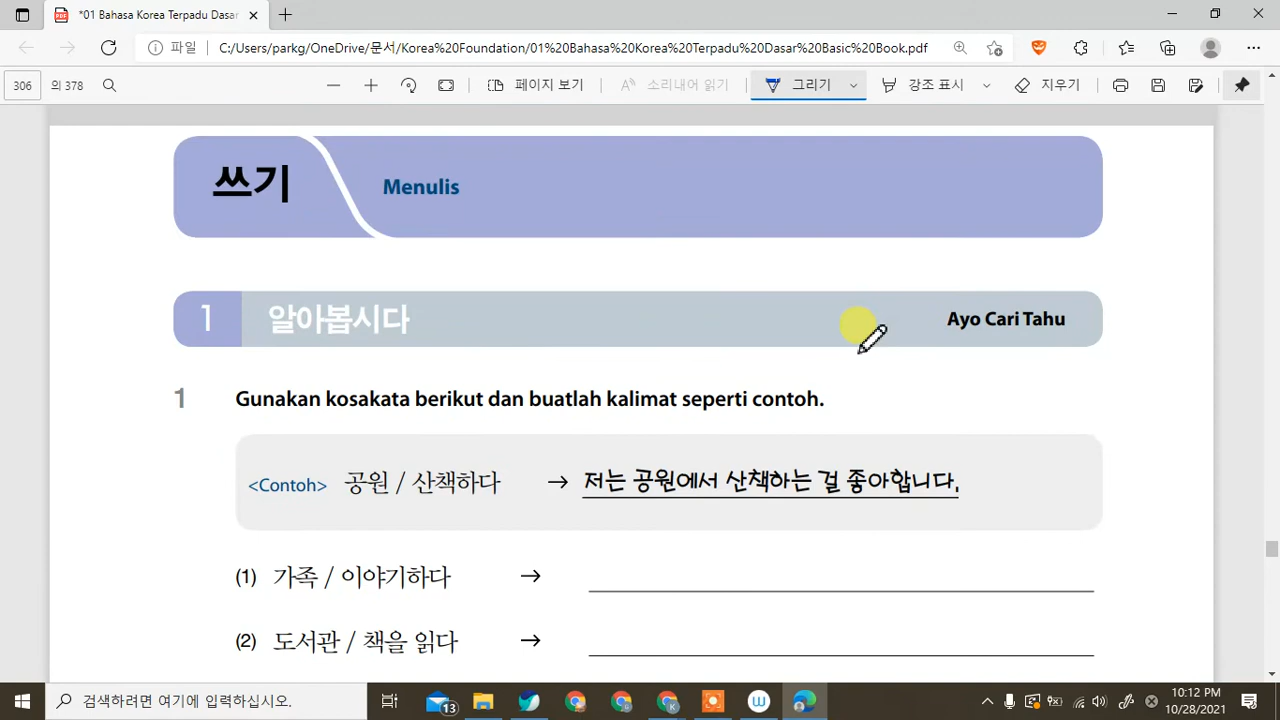 *01 Bahasa Korea Terpadu Dasar
파일 C:/Users/parkg/OneDrive/문서/Korea%20Foundation/01%20Bahasa%20Korea%20Terpadu%20Dasar%20Basic%20Book.pdf
306 의 378 페이지 보기 소리내어 읽기 그리기 강조 표시 지우기
쓰기 Menulis
1 알아봅시다 Ayo Cari Tahu
1 Gunakan kosakata berikut dan buatlah kalimat seperti contoh.
<Contoh> 공원 / 산책하다 → 저는 공원에서 산책하는 걸 좋아합니다.
(1) 가족 / 이야기하다 →
(2) 도서관 / 책을 읽다 →
검색하려면 여기에 입력하십시오. 13 10:12 PM
10/28/2021